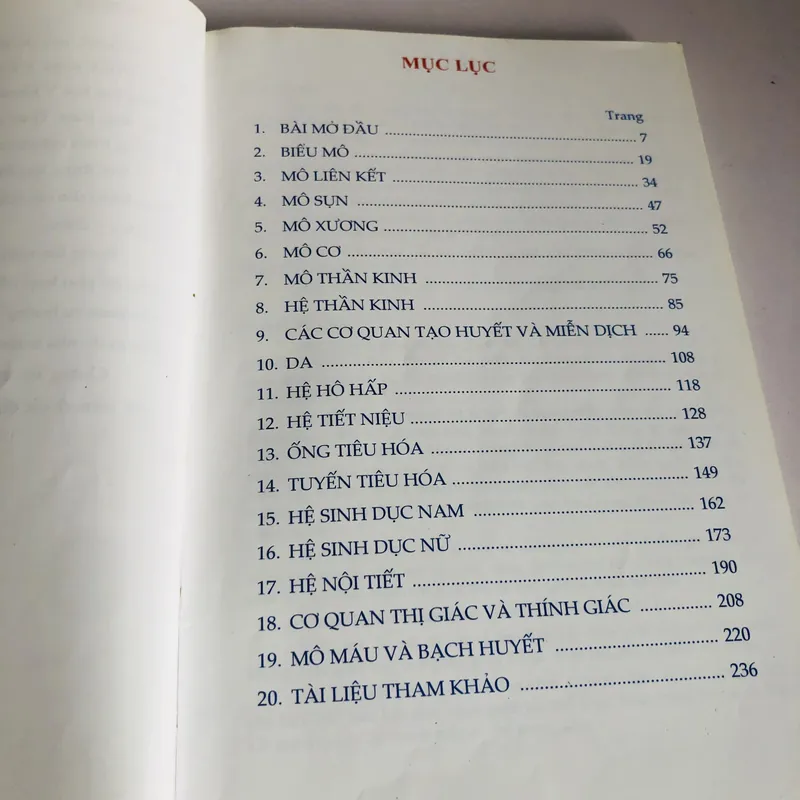 MỤC LỤC
Trang
1. BÀI MỞ ĐẦU ........ 7
2. BIỂU MÔ ........ 19
3. MÔ LIÊN KẾT ........ 34
4. MÔ SỤN ........ 47
5. MÔ XƯƠNG ........ 52
6. MÔ CƠ ........ 66
7. MÔ THẦN KINH ........ 75
8. HỆ THẦN KINH ........ 85
9. CÁC CƠ QUAN TẠO HUYẾT VÀ MIỄN DỊCH ...... 94
10. DA ........ 108
11. HỆ HÔ HẤP ........ 118
12. HỆ TIẾT NIỆU ........ 128
13. ỐNG TIÊU HÓA ........ 137
14. TUYẾN TIÊU HÓA ........ 149
15. HỆ SINH DỤC NAM ........ 162
16. HỆ SINH DỤC NỮ ........ 173
17. HỆ NỘI TIẾT ........ 190
18. CƠ QUAN THỊ GIÁC VÀ THÍNH GIÁC ........ 208
19. MÔ MÁU VÀ BẠCH HUYẾT ........ 220
20. TÀI LIỆU THAM KHẢO ........ 236